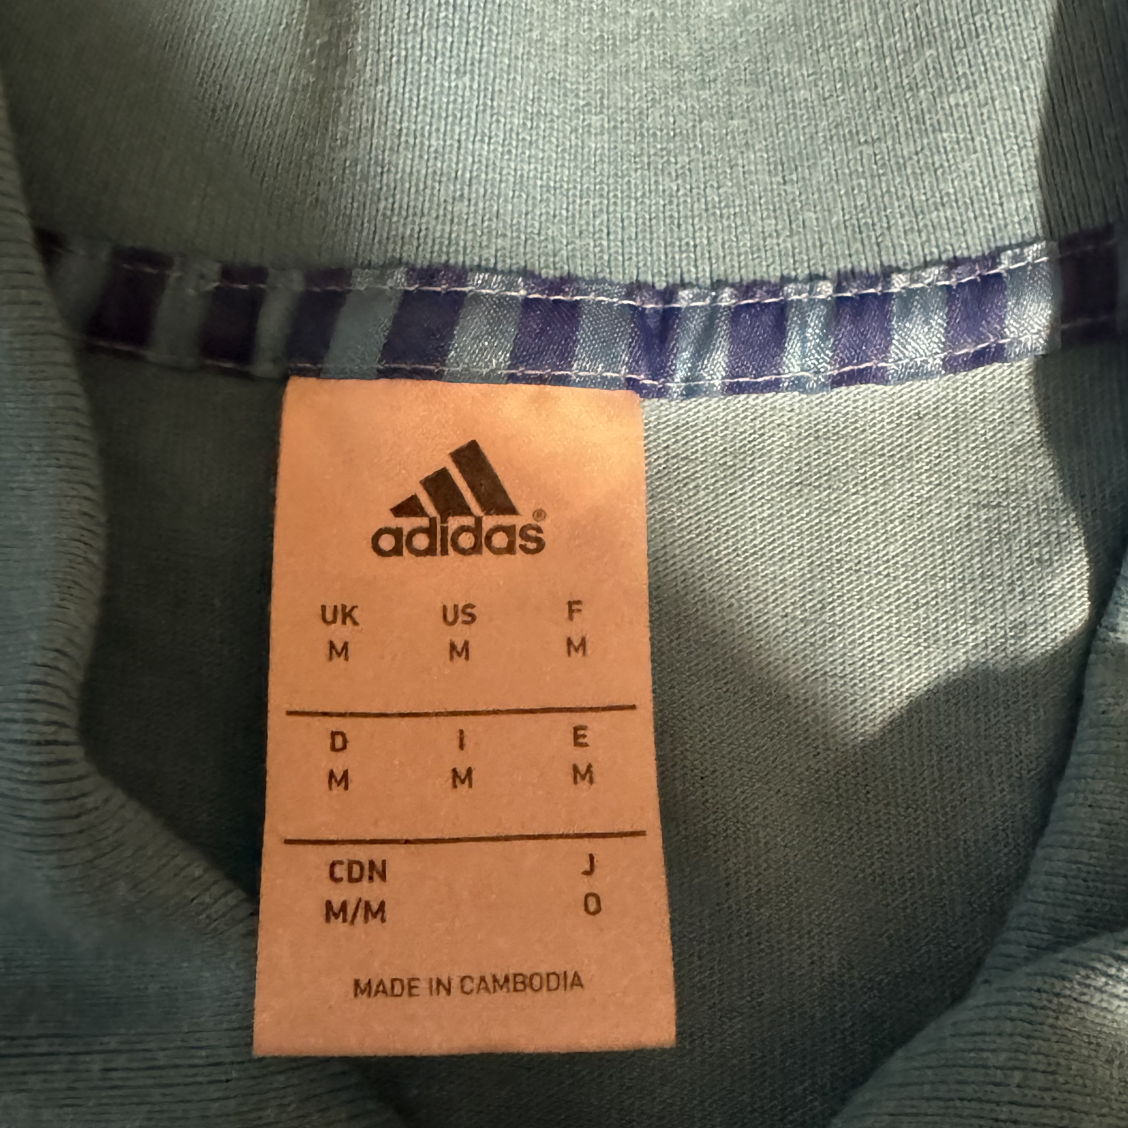 adidas®
UK US F
M M M
D I E
M M M
CDN J
M/M O
MADE IN CAMBODIA